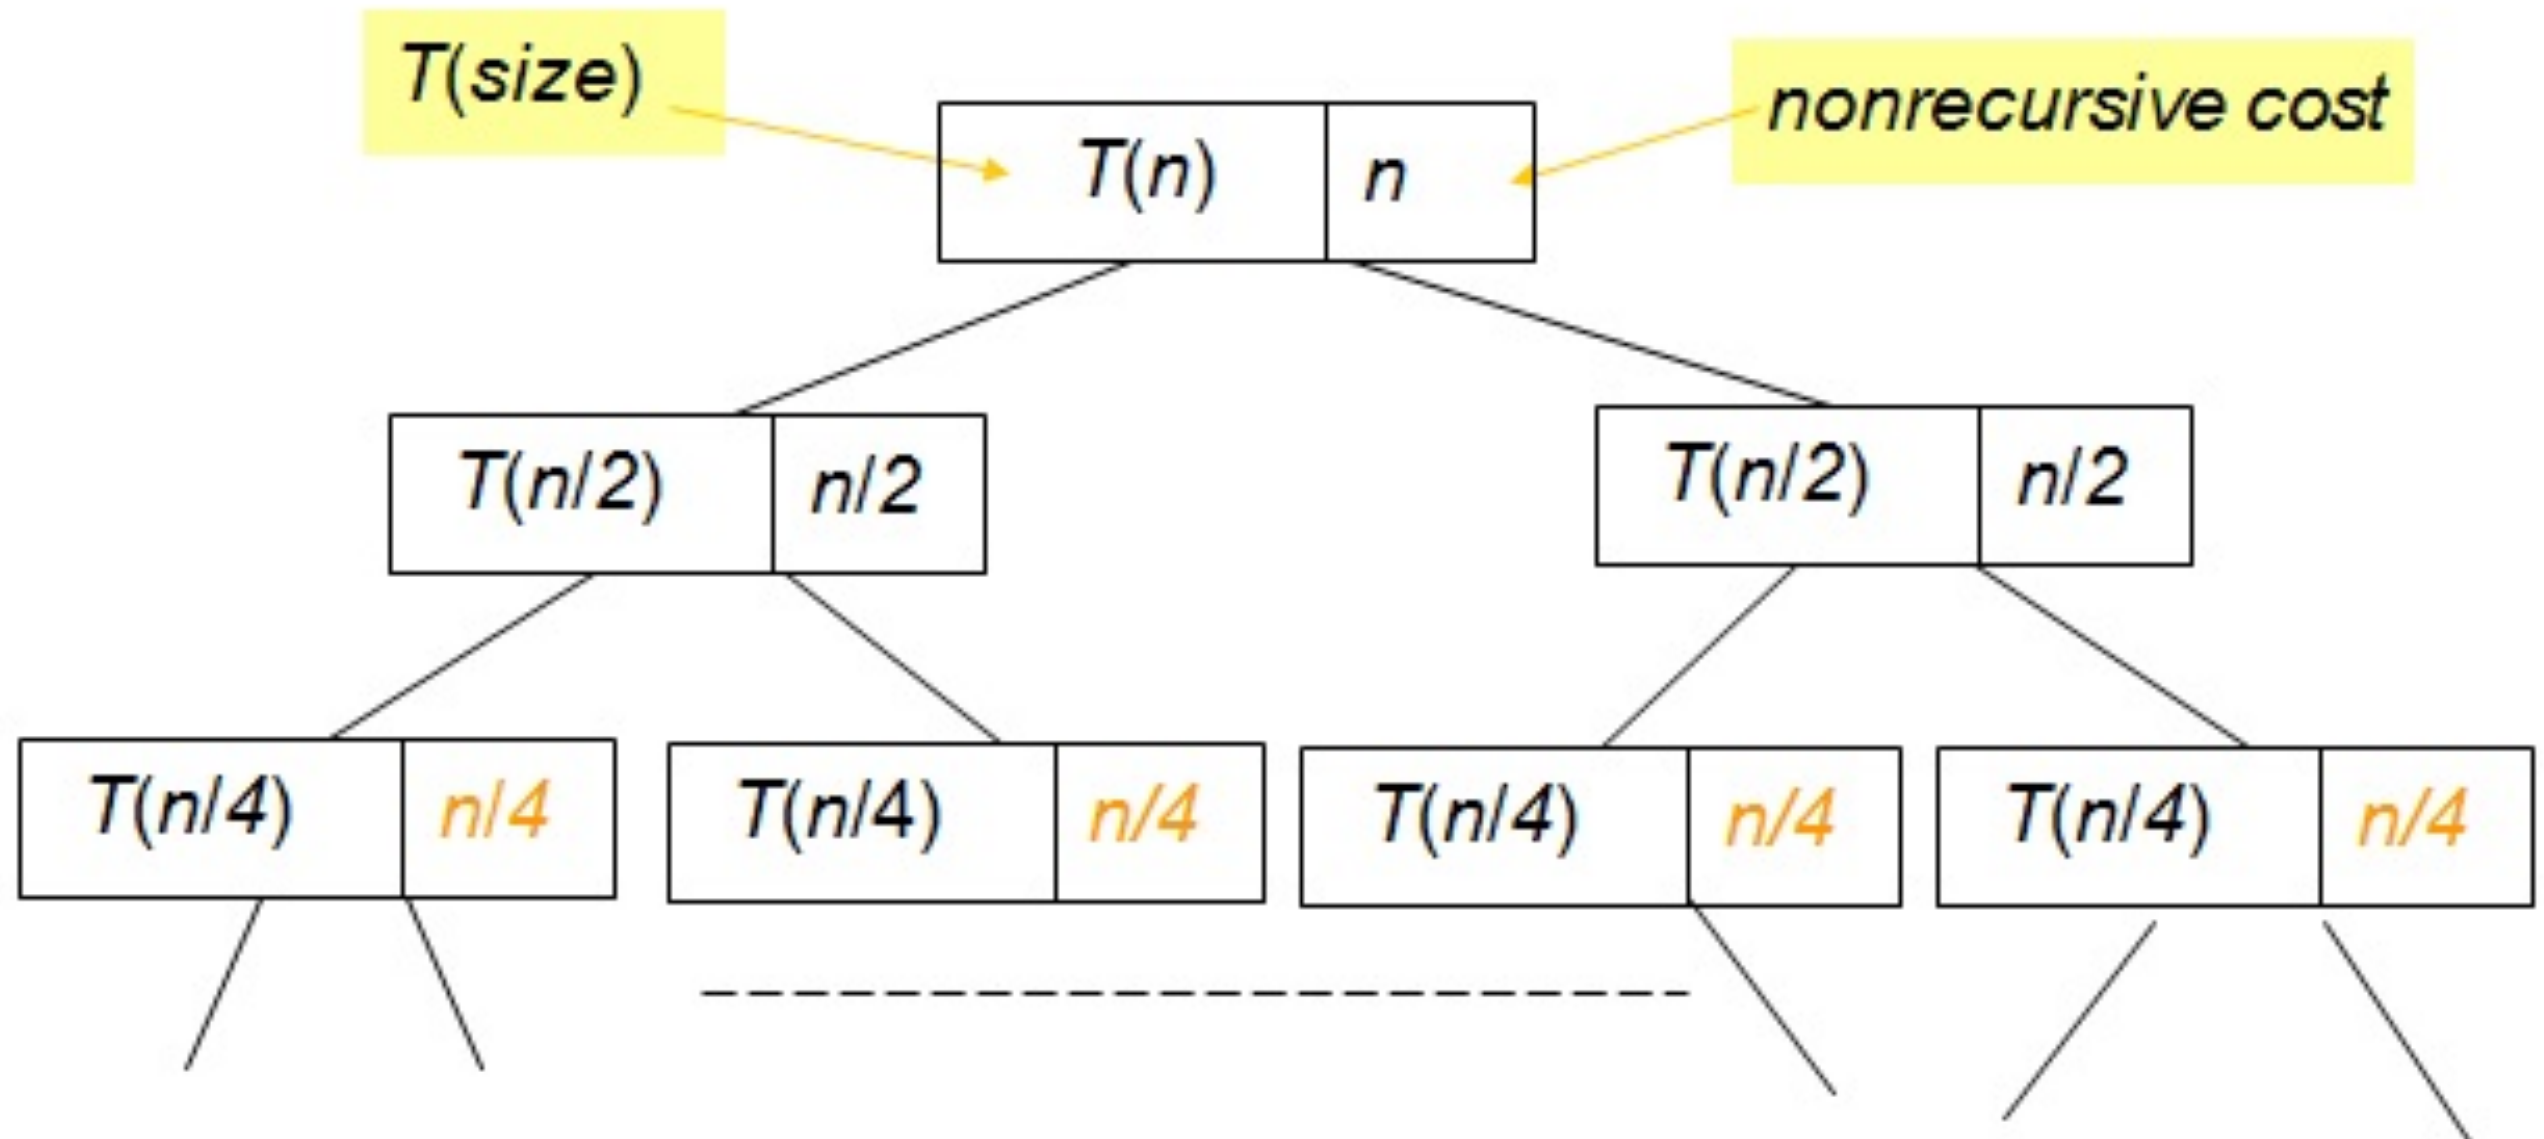 T(size)
nonrecursive cost
T(n) n
T(n/2) n/2
T(n/2) n/2
T(n/4) n/4
T(n/4) n/4
T(n/4) n/4
T(n/4) n/4